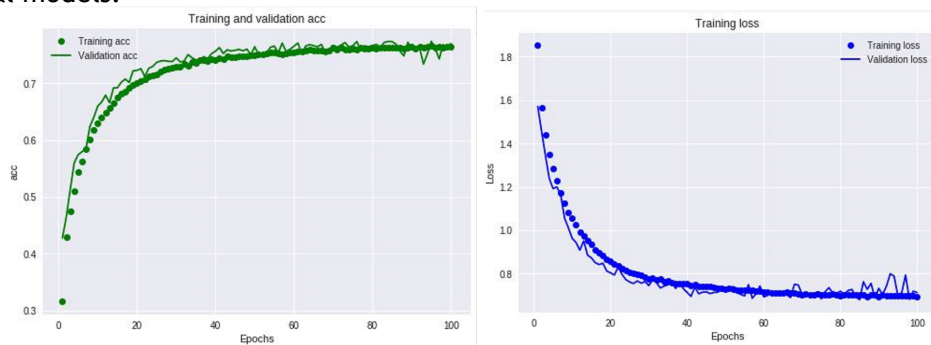 Training and validation acc
Training acc
Validation acc
0.7
0.6
0.5
0.4
0.3
acc
0
20
40
60
80
100
Epochs
Training loss
Training loss
Validation loss
1.8
1.6
1.4
1.2
1.0
0.8
Loss
0
20
40
60
80
100
Epochs